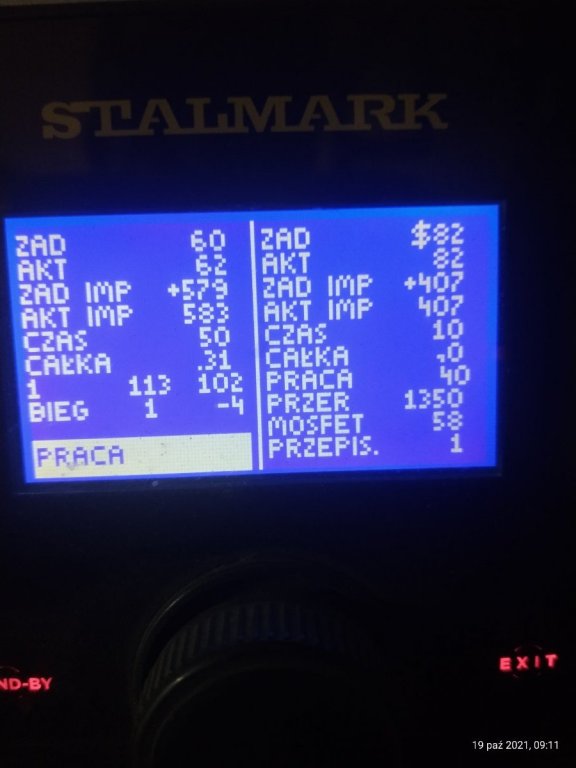 STALMARK
ZAD 60
AKT 62
ZAD IMP +579
AKT IMP 583
CZAS 50
CAŁKA .31
1 113 102
BIEG 1 -4
PRACA
ZAD $82
AKT 82
ZAD IMP +407
AKT IMP 407
CZAS 10
CAŁKA .0
PRACA 40
PRZER 1350
MOSFET 58
PRZEPIS. 1
ND-BY
EXIT
19 paź 2021, 09:11